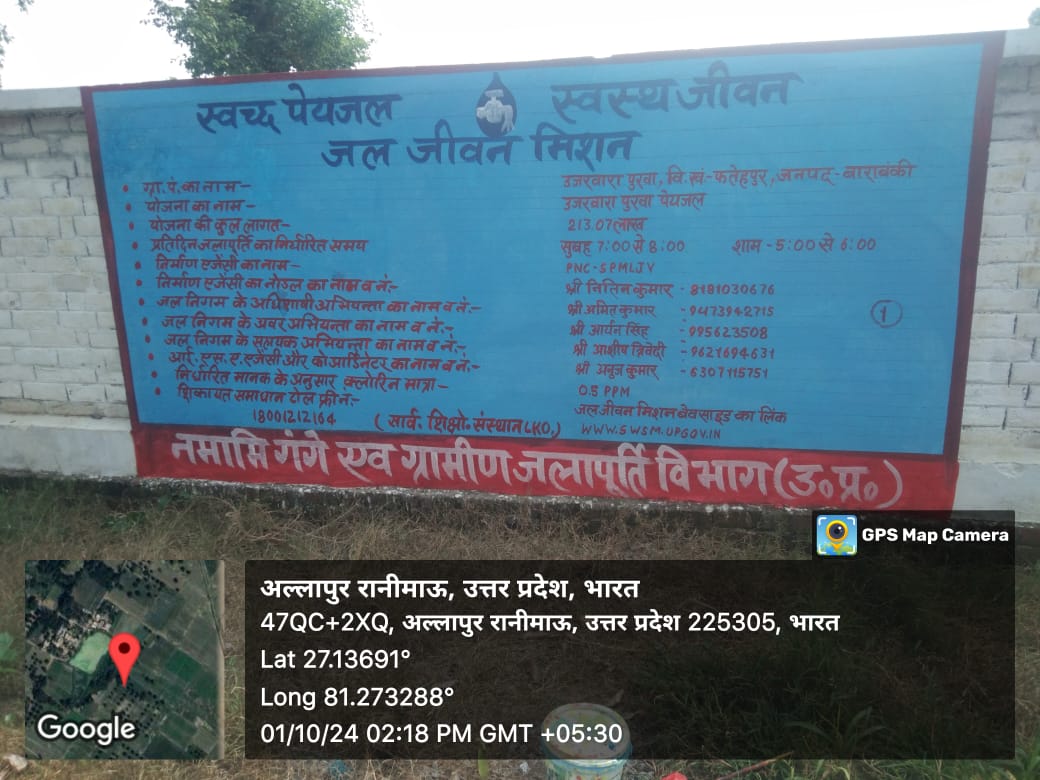 स्वच्छ पेयजल स्वस्थ जीवन
जल जीवन मिशन
• ग्रा.पं.का नाम– उजरवारा पुरवा, वि.खं.-फतेहपुर, जनपद-बाराबंकी
• योजना का नाम– उजरवारा पुरवा पेयजल
• योजना की कुल लागत– 213.07 लाख
• प्रतिदिन जलापूर्ति का निर्धारित समय सुबह 7:00 से 8:00 शाम - 5:00 से 6:00
• निर्माण एजेंसी का नाम– PNC-SPMLJV
• निर्माण एजेंसी का नोडल का नाम व नं:- श्री नितिन कुमार - 8181030676
• जल निगम के अधिशाषी अभियन्ता का नाम व नं:- श्री अमित कुमार - 9473942715
• जल निगम के अवर अभियन्ता का नाम व नं:- श्री आर्यन सिंह - 995623508
• जल निगम के सहायक अभियन्ता का नाम व नं:- श्री आशीष त्रिवेदी - 9621694631
• आई.एस.ए.एजेंसी और कोआर्डिनेटर का नाम व नं:- श्री अनुज कुमार - 6307115751
• निर्धारित मानक के अनुसार क्लोरिन मात्रा– 0.5 PPM
• शिकायत समाधान टोल फ्री नं:- जल जीवन मिशन वेबसाइड का लिंक
18001212164 (सार्व. शिक्षो. संस्थान LKO.) WWW.SWSM.UPGOV.IN
1
नमामि गंगे एव ग्रामीण जलापूर्ति विभाग (उ॰प्र॰)
GPS Map Camera
अल्लापुर रानीमाऊ, उत्तर प्रदेश, भारत
47QC+2XQ, अल्लापुर रानीमाऊ, उत्तर प्रदेश 225305, भारत
Lat 27.13691°
Long 81.273288°
01/10/24 02:18 PM GMT +05:30
Google